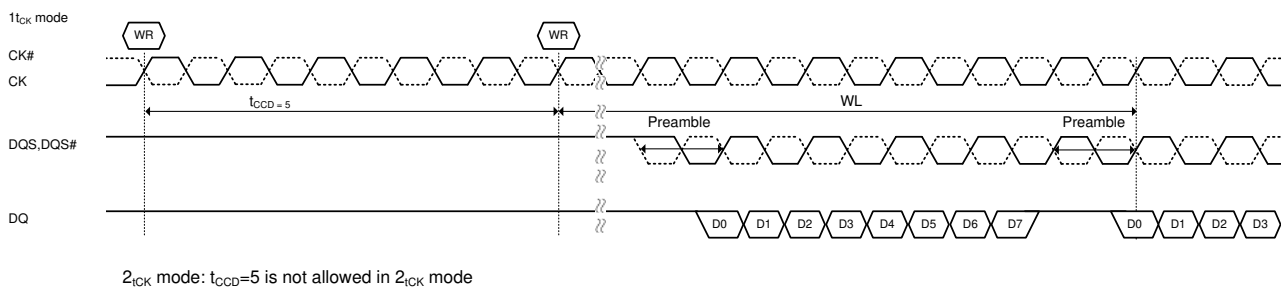 1tCK mode
WR WR
CK#
CK
tCCD = 5 WL
Preamble Preamble
DQS,DQS#
DQ D0 D1 D2 D3 D4 D5 D6 D7 D0 D1 D2 D3
2tCK mode: tCCD=5 is not allowed in 2tCK mode